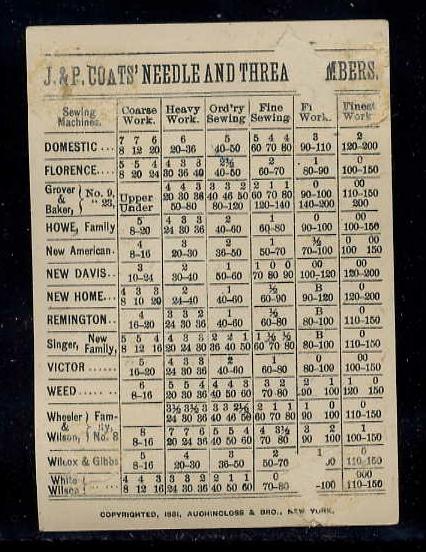 J. & P. COATS' NEEDLE AND THREA MBERS.
Sewing Machines. Coarse Work. Heavy Work. Ord'ry Sewing Fine Sewing Fi Work. Finest Work
DOMESTIC... 7 7 6 6 5 5 4 4 3 2
8 12 20 20-36 40-50 60 70 80 90-110 120-200
FLORENCE... 5 5 4 4 3 3 2½ 2 1 0
8 20 24 30 36 40 40-50 60-70 80-90 100-150
Grover & Baker, No. 9, Upper 4 4 3 3 3 2 2 1 1 0 00
20 30 36 40 46 50 60 70 80 90-100 110-150
" 23, Under 50-80 80-120 120-140 140-200 200
HOWE, Family 5 4 3 3 2 1 0 00
8-20 24 30 36 40-60 60-80 90-100 100-150
New American. 4 3 2 1 ½ 0 00
8-16 20-30 36-50 50-70 70-100 100 150
NEW DAVIS.. 3 2 1 1 0 0 00 00
10-24 30-40 50-60 70 80 90 100-120 120-200
NEW HOME.. 4 3 3 2 1 ½ B 0
8 10 20 24-40 40-60 60-90 90-120 120-200
REMINGTON.. 4 3 3 2 1 ½ B 0
16-20 24 30 36 40-60 60-80 80-100 110-150
Singer, New Family, 5 5 4 4 3 3 2 2 1 1 ½ ½ B 0
8 12 16 20 24 30 36 40 50 60 70 80 80-100 110-150
VICTOR... 5 4 3 3 2 0 00
16-20 24 30 36 40-60 60-80 80-100 100-150
WEED.... 6 5 5 4 4 4 3 3 2 2 1 1 0
8-16 20 30 36 40 50 60 70 80 90 100 120 150
Wheeler & Wilson, Family, 3½ 3½ 3 3 3 2½ 2 1 1 1 0 0
20 24 30 36 40 46 50 60 70 80 90 100 110-150
No. 8 8 7 7 6 5 5 4 4 3½ 3 2 1
8-16 20 30 36 40 50 60 70 80 90 100 100-150
Wilcox & Gibbs 5 4 3 2 1 0
8-16 20-30 36-50 50-70 110-150
White Wilson 4 4 3 3 2 2 2 1 1 0 000
8 12 16 24 30 36 40 50 60 70-80 -100 110-150
COPYRIGHTED, 1881, AUCHINCLOSS & BRO., NEW YORK.